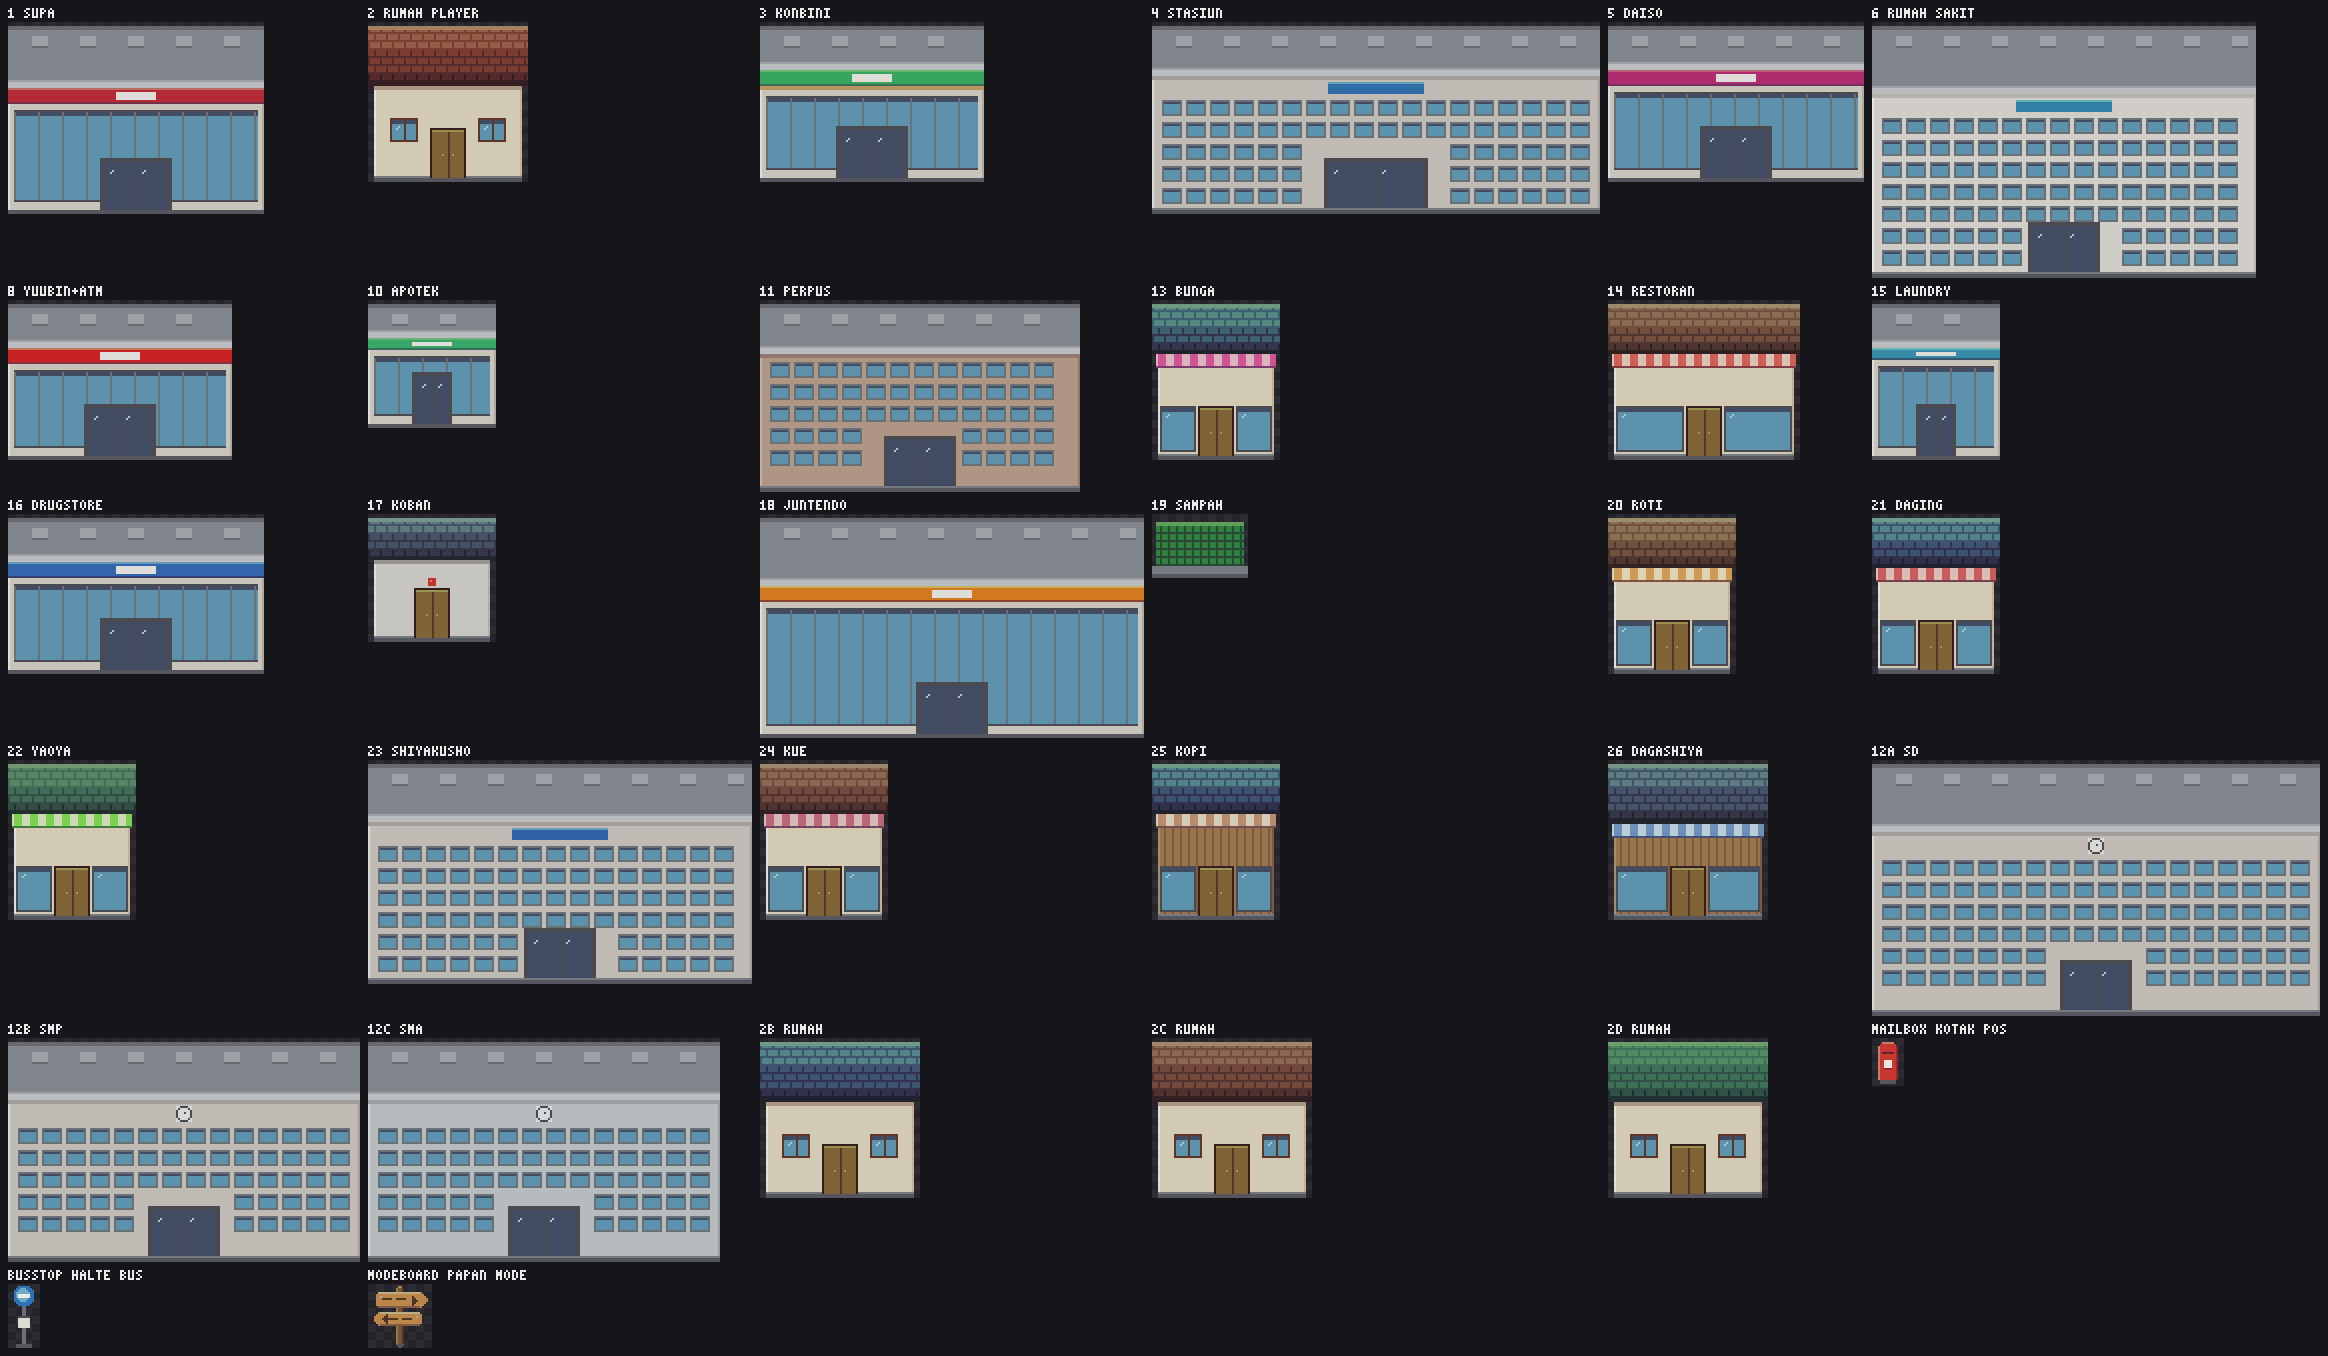 1 SUPA
2 RUMAH PLAYER
3 KONBINI
4 STASIUN
5 DAISO
6 RUMAH SAKIT
8 YUUBIN+ATM
10 APOTEK
11 PERPUS
13 BUNGA
14 RESTORAN
15 LAUNDRY
16 DRUGSTORE
17 KOBAN
18 JUNTENDO
19 SAMPAH
20 ROTI
21 DAGING
22 YAOYA
23 SHIYAKUSHO
24 KUE
25 KOPI
26 DAGASHIYA
12A SD
12B SMP
12C SMA
2B RUMAH
2C RUMAH
2D RUMAH
MAILBOX KOTAK POS
BUSSTOP HALTE BUS
MODEBOARD PAPAN MODE